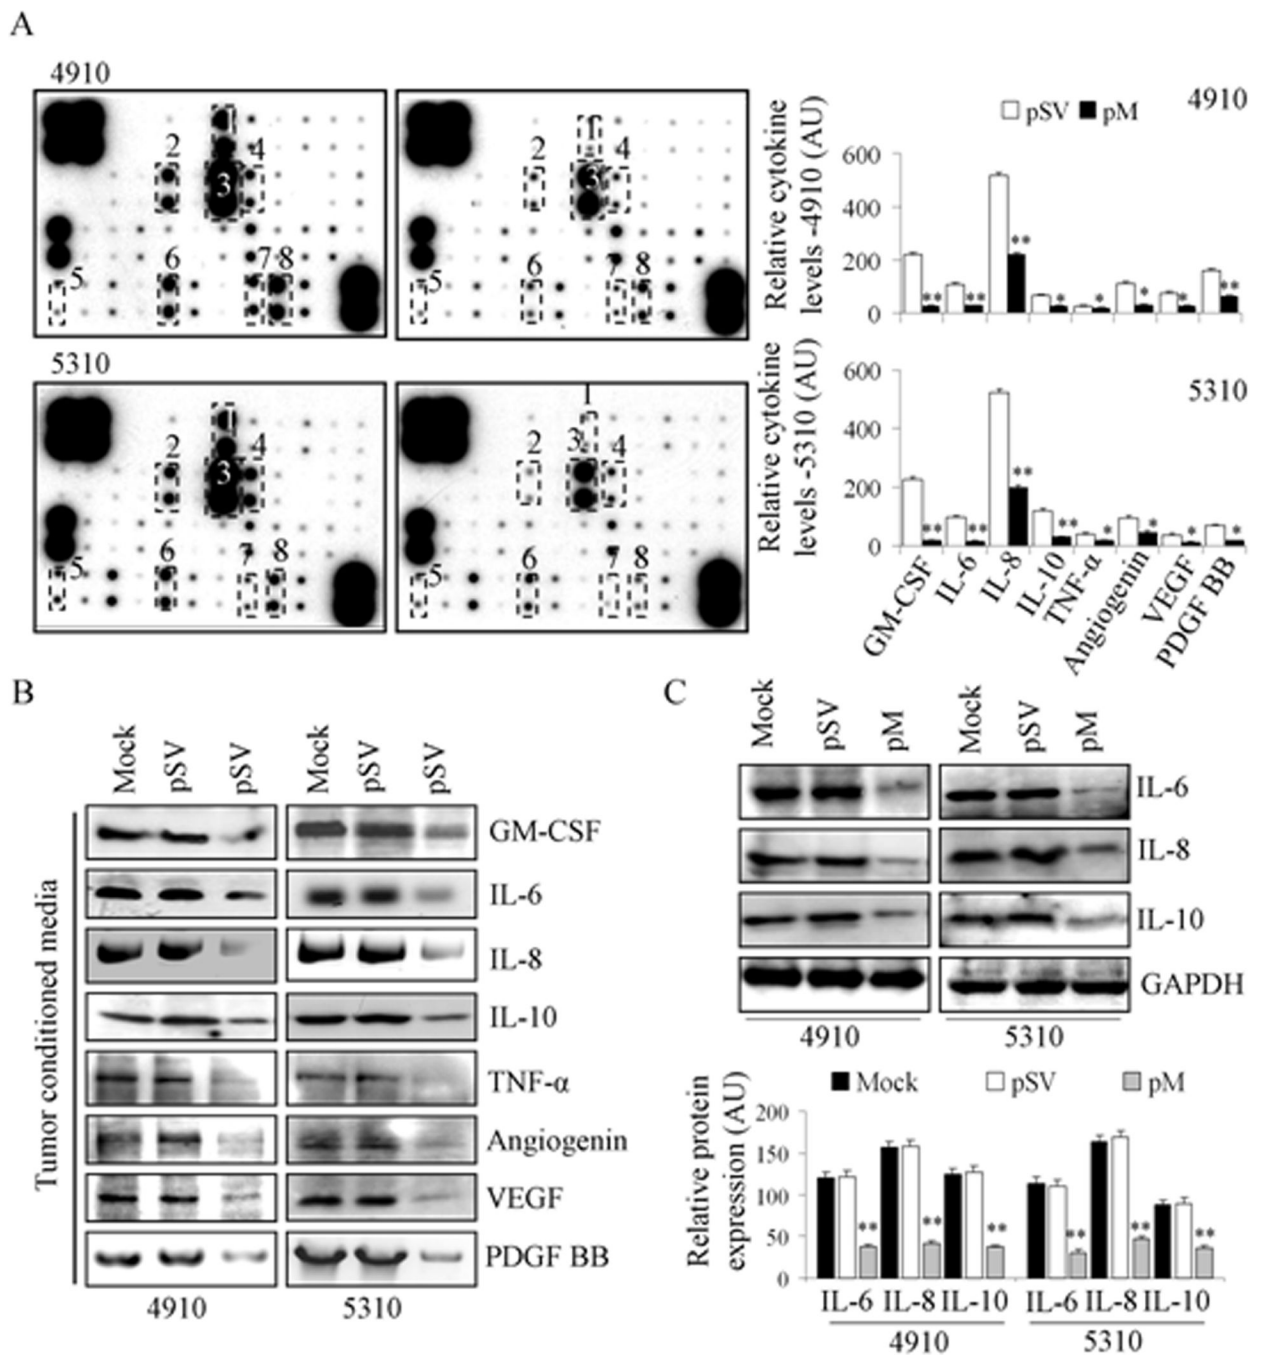 A
4910
1
2
3
4
5
6
7
8
1
2
3
4
5
6
7
8
5310
1
2
3
4
5
6
7
8
1
2
3
4
5
6
7
8
Relative cytokine
levels -4910 (AU)
pSV pM 4910
600
400
200
0
** ** ** * * * * **
Relative cytokine
levels -5310 (AU)
5310
600
400
200
0
** ** ** ** * * * *
GM-CSF IL-6 IL-8 IL-10 TNF-α Angiogenin VEGF PDGF BB
B
Mock pSV pSV Mock pSV pSV
Tumor conditioned media
GM-CSF
IL-6
IL-8
IL-10
TNF-α
Angiogenin
VEGF
PDGF BB
4910 5310
C
Mock pSV pM Mock pSV pM
IL-6
IL-8
IL-10
GAPDH
4910 5310
Mock pSV pM
Relative protein
expression (AU)
200
150
100
50
0
** ** ** ** ** **
IL-6 IL-8 IL-10 IL-6 IL-8 IL-10
4910 5310